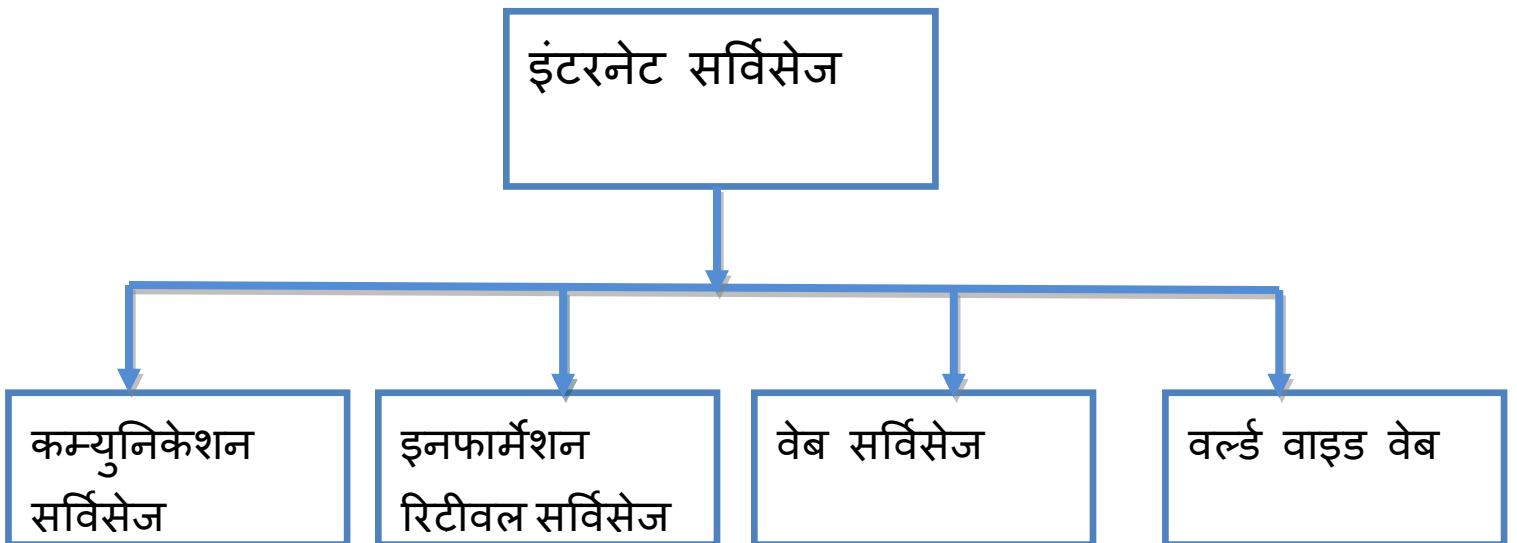 इंटरनेट सर्विसेज
कम्युनिकेशन
सर्विसेज
इनफार्मेशन
रिटीवल सर्विसेज
वेब सर्विसेज
वर्ल्ड वाइड वेब